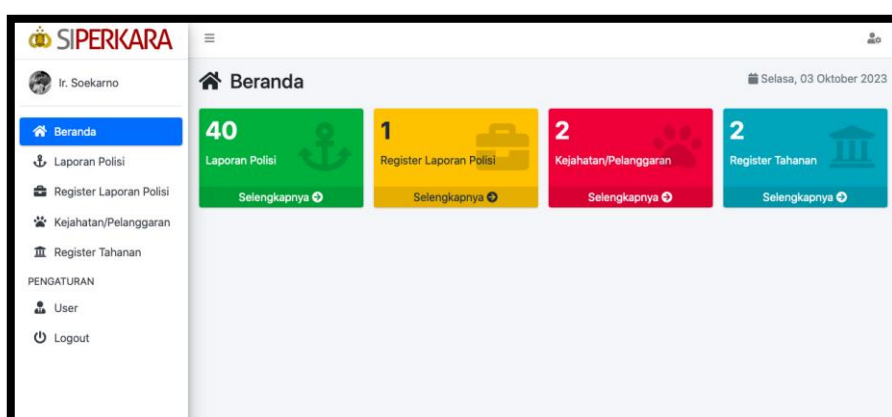 SIPERKARA
Ir. Soekarno
Beranda
Laporan Polisi
Register Laporan Polisi
Kejahatan/Pelanggaran
Register Tahanan
PENGATURAN
User
Logout
Beranda
Selasa, 03 Oktober 2023
40
Laporan Polisi
Selengkapnya
1
Register Laporan Polisi
Selengkapnya
2
Kejahatan/Pelanggaran
Selengkapnya
2
Register Tahanan
Selengkapnya